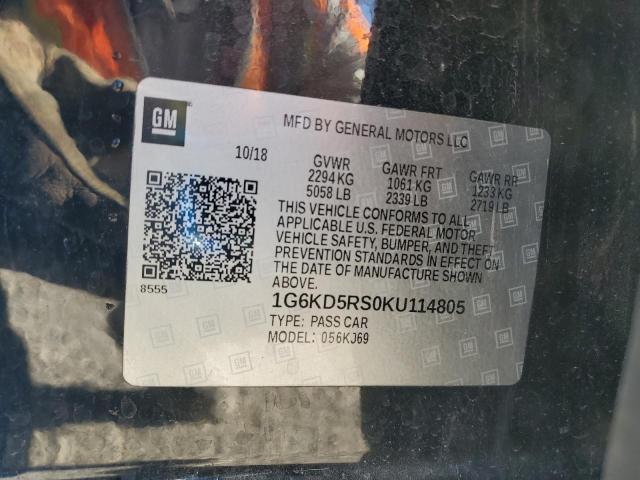 GM
MFD BY GENERAL MOTORS LLC
10/18
GVWR
2294 KG
5058 LB
GAWR FRT
1061 KG
2339 LB
GAWR RR
1233 KG
2719 LB
THIS VEHICLE CONFORMS TO ALL
APPLICABLE U.S. FEDERAL MOTOR
VEHICLE SAFETY, BUMPER, AND THEFT
PREVENTION STANDARDS IN EFFECT ON
THE DATE OF MANUFACTURE SHOWN
ABOVE.
8555
1G6KD5RS0KU114805
TYPE: PASS CAR
MODEL: 056KJ69